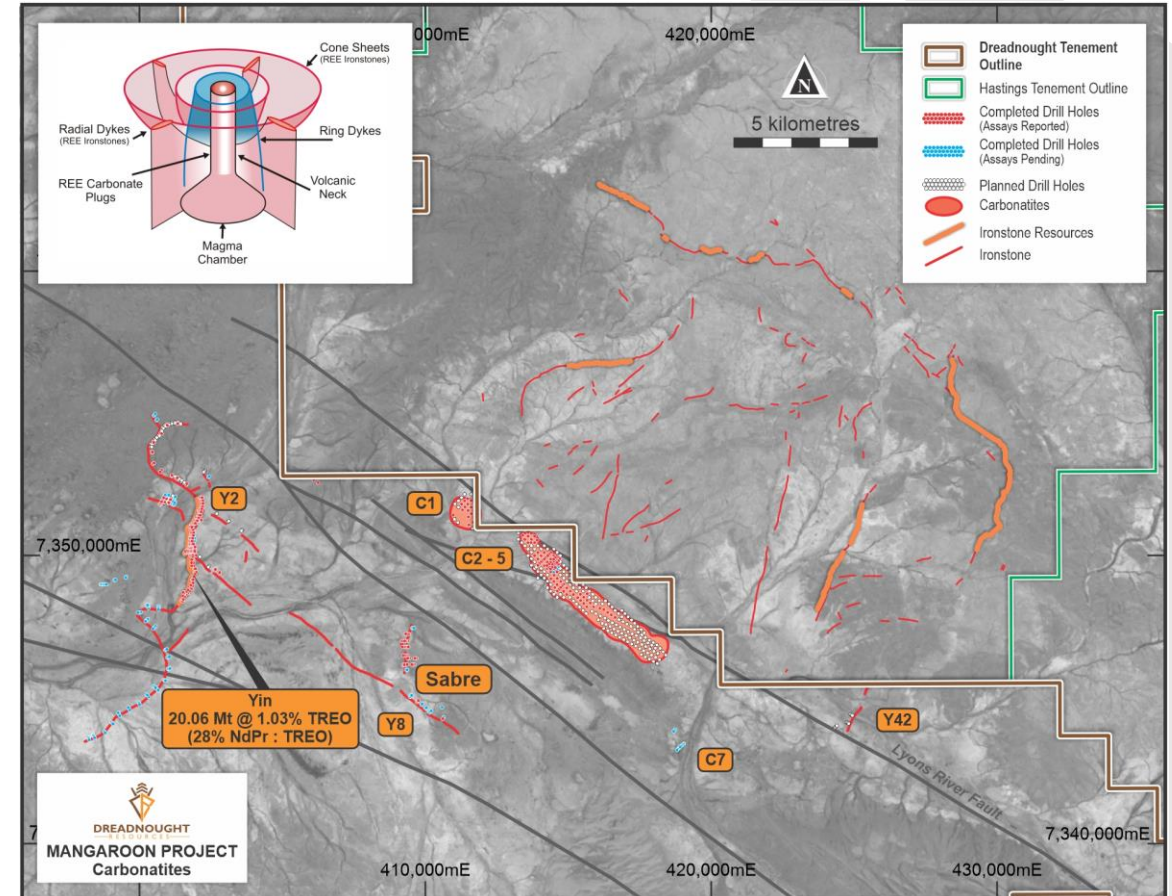 Cone Sheets
(REE Ironstones)
Radial Dykes
(REE Ironstones)
Ring Dykes
REE Carbonate
Plugs
Volcanic
Neck
Magma
Chamber
000mE
420,000mE
N
5 kilometres
Dreadnought Tenement
Outline
Hastings Tenement Outline
Completed Drill Holes
(Assays Reported)
Completed Drill Holes
(Assays Pending)
Planned Drill Holes
Carbonatites
Ironstone Resources
Ironstone
Y2
C1
7,350,000mE
C2 - 5
Sabre
Yin
20.06 Mt @ 1.03% TREO
(28% NdPr : TREO)
Y8
Y42
C7
Lyons River Fault
7
7,340,000mE
DREADNOUGHT
RESOURCES
MANGAROON PROJECT
Carbonatites
410,000mE
420,000mE
430,000mE